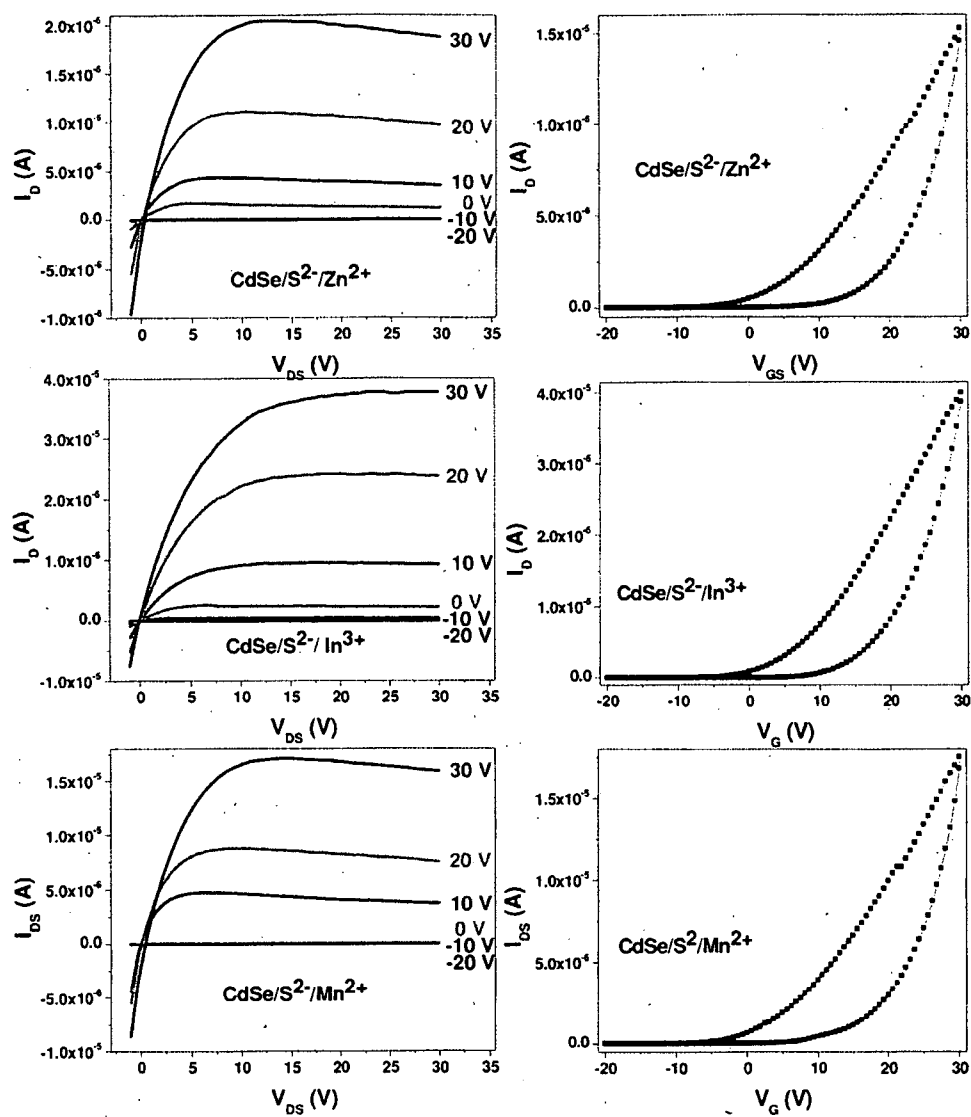 2.0x10⁻⁵
1.5x10⁻⁵
1.0x10⁻⁵
5.0x10⁻⁶
0.0
-5.0x10⁻⁶
-1.0x10⁻⁵
I_D (A)
30 V
20 V
10 V
0 V
-10 V
-20 V
CdSe/S²⁻/Zn²⁺
0 5 10 15 20 25 30 35
V_DS (V)
1.5x10⁻⁵
1.0x10⁻⁵
5.0x10⁻⁶
0.0
I_D (A)
CdSe/S²⁻/Zn²⁺
-20 -10 0 10 20 30
V_GS (V)
4.0x10⁻⁵
3.0x10⁻⁵
2.0x10⁻⁵
1.0x10⁻⁵
0.0
-1.0x10⁻⁵
I_D (A)
30 V
20 V
10 V
0 V
-10 V
-20 V
CdSe/S²⁻/ In³⁺
0 5 10 15 20 25 30 35
V_DS (V)
4.0x10⁻⁵
3.0x10⁻⁵
2.0x10⁻⁵
1.0x10⁻⁵
0.0
I_D (A)
CdSe/S²⁻/In³⁺
-20 -10 0 10 20 30
V_G (V)
1.5x10⁻⁵
1.0x10⁻⁵
5.0x10⁻⁶
0.0
-5.0x10⁻⁶
-1.0x10⁻⁵
I_DS (A)
30 V
20 V
10 V
0 V
-10 V
-20 V
CdSe/S²⁻/Mn²⁺
0 5 10 15 20 25 30 35
V_DS (V)
1.5x10⁻⁵
1.0x10⁻⁵
5.0x10⁻⁶
0.0
I_DS (A)
CdSe/S²/Mn²⁺
-20 -10 0 10 20 30
V_G (V)